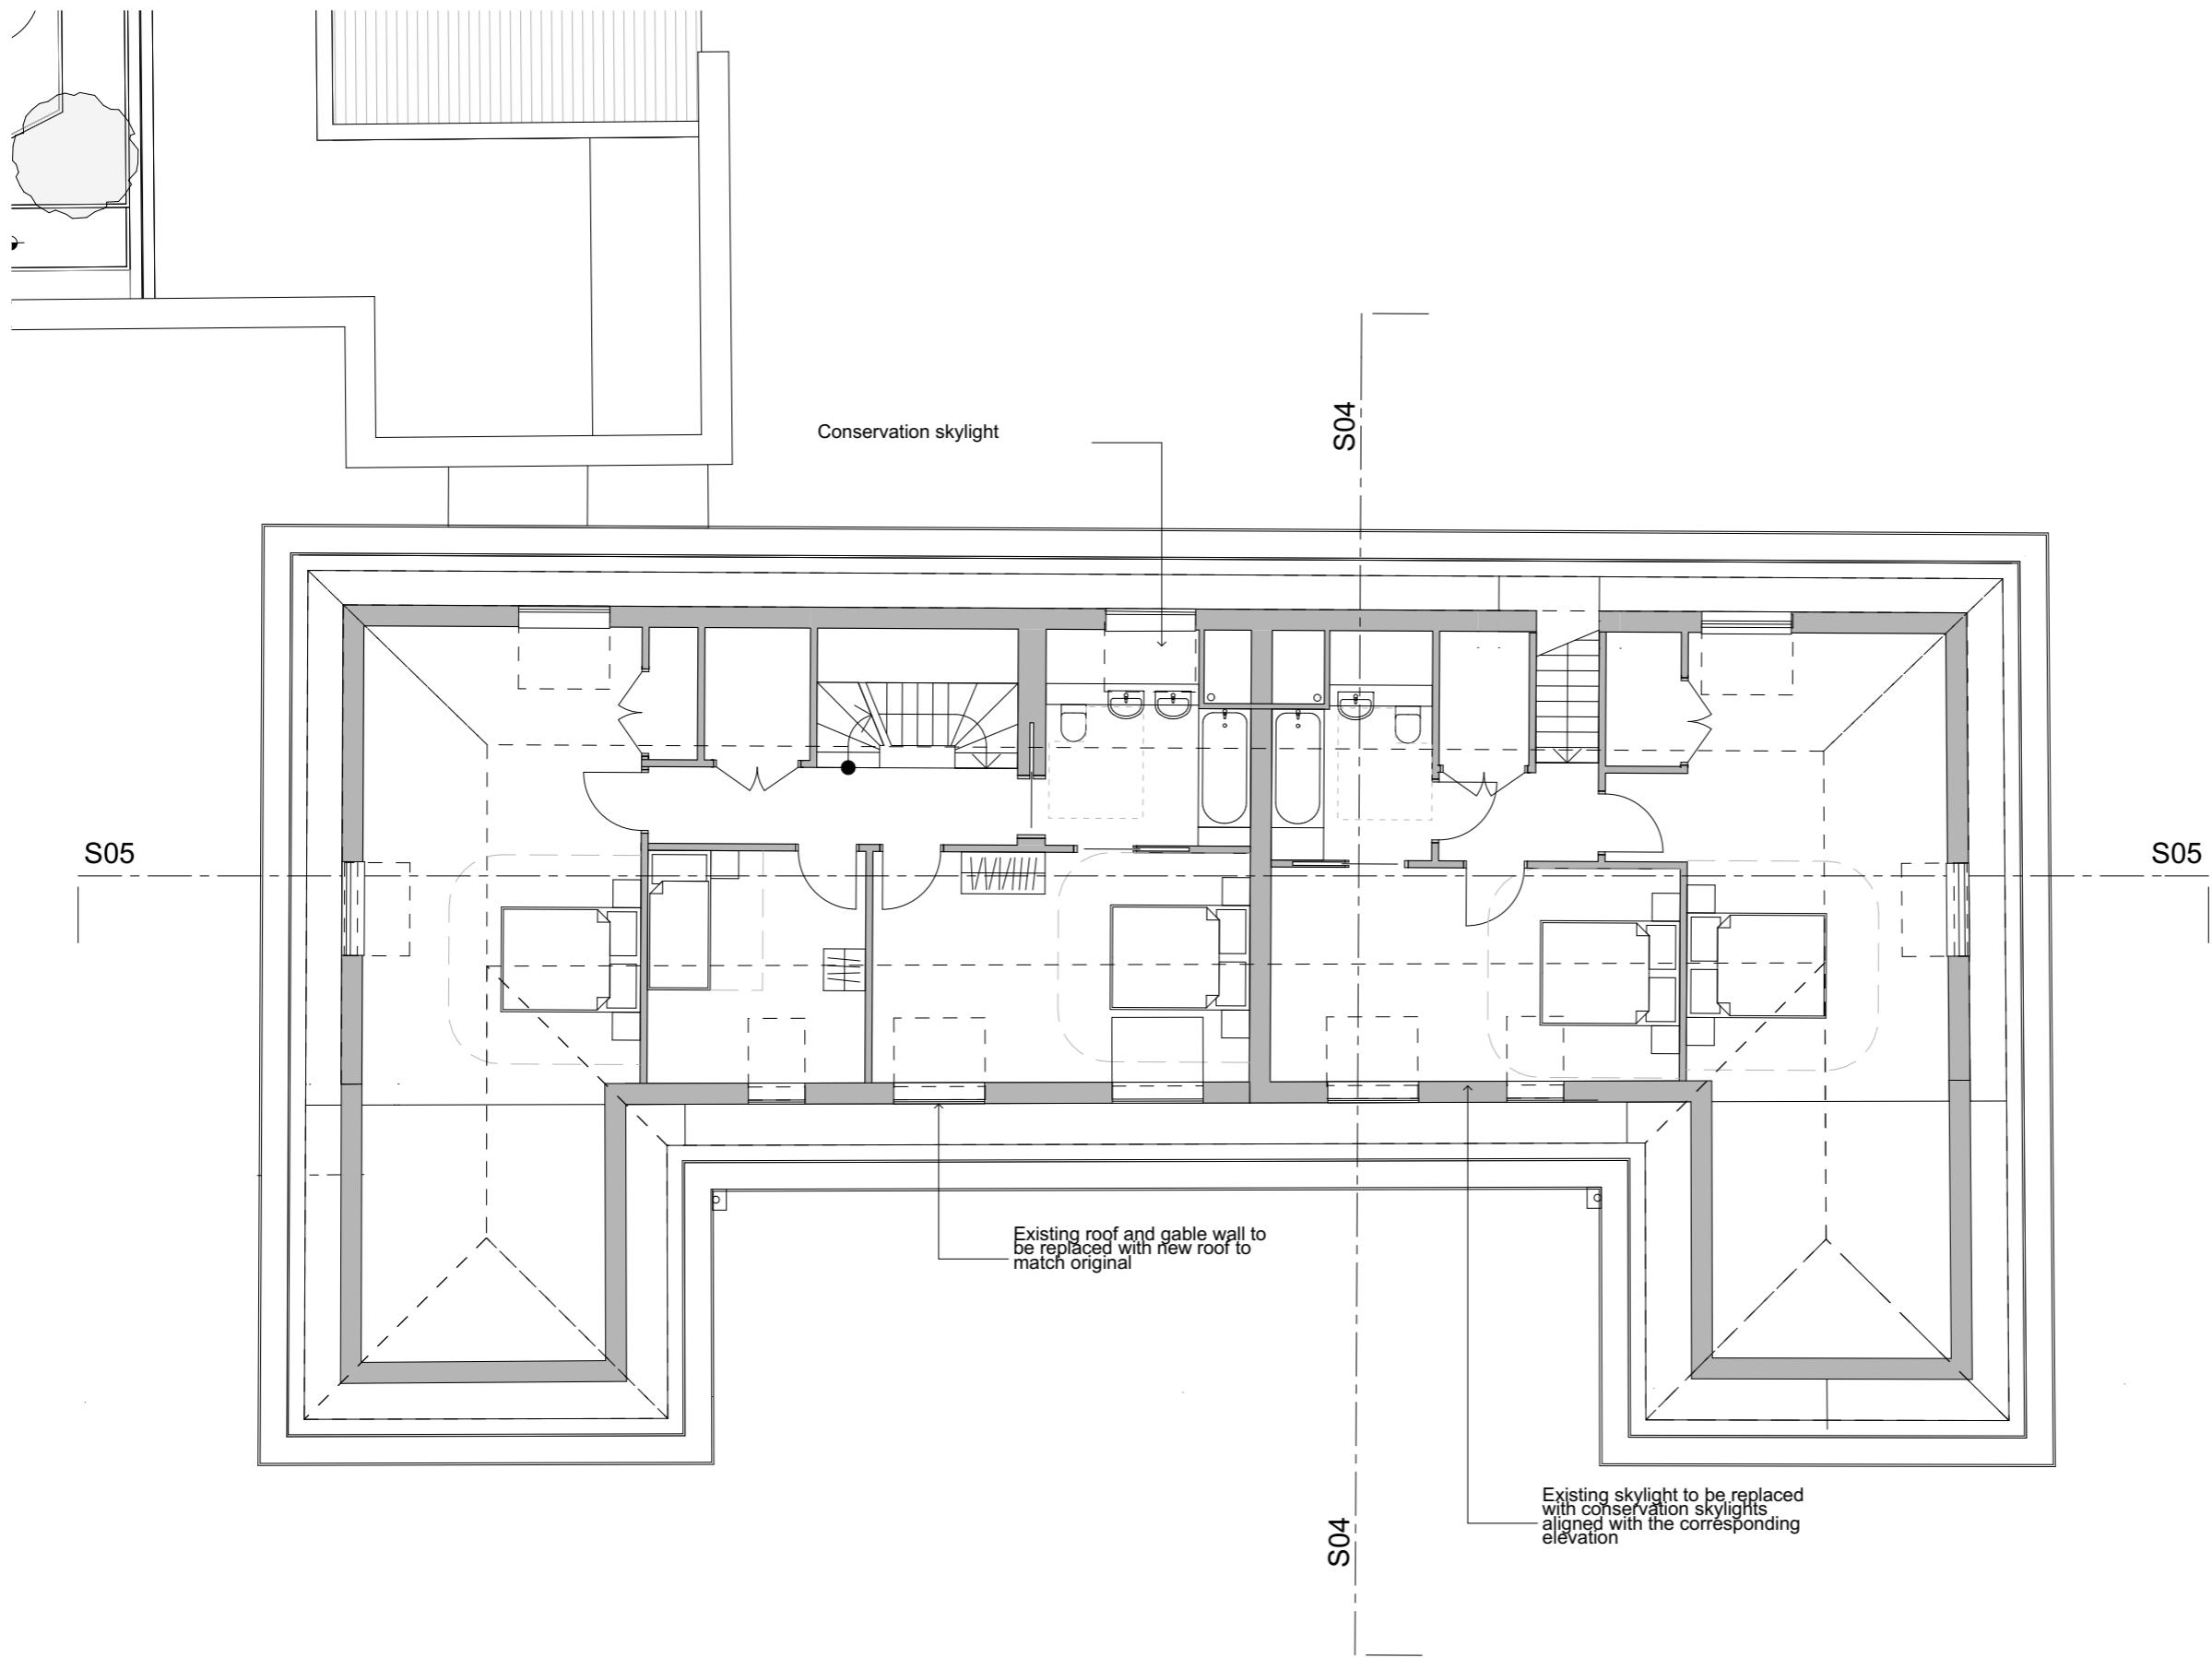 Conservation skylight
S04
S05
S05
Existing roof and gable wall to
be replaced with new roof to
match original
Existing skylight to be replaced
with conservation skylights
aligned with the corresponding
elevation
S04